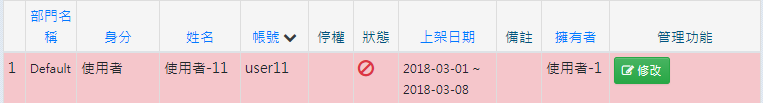 部門名稱 身分 姓名 帳號 停權 狀態 上架日期 備註 擁有者 管理功能
1 Default 使用者 使用者-11 user11 2018-03-01 ~ 2018-03-08 使用者-1 修改